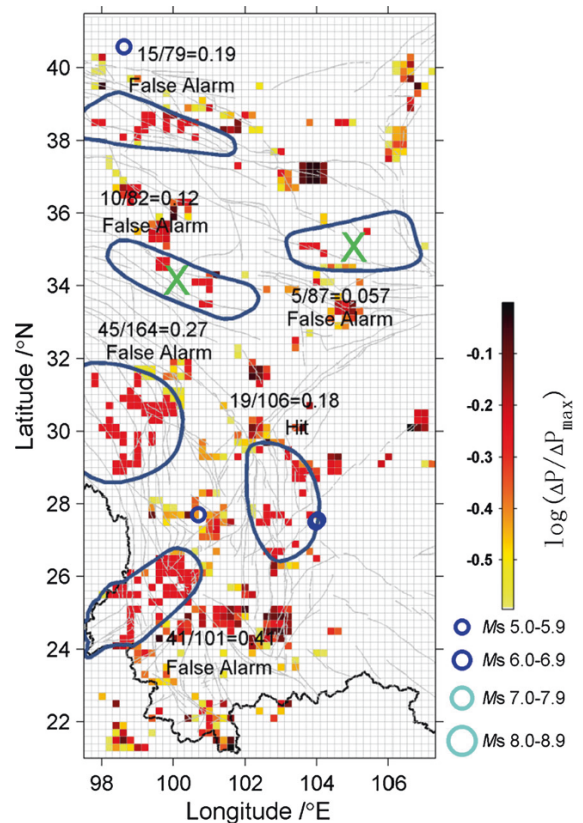 15/79=0.19
False Alarm
10/82=0.12
False Alarm
5/87=0.057
False Alarm
45/164=0.27
False Alarm
19/106=0.18
Hit
41/101=0.41
False Alarm
X
X
40
38
36
34
32
30
28
26
24
22
Latitude /°N
98
100
102
104
106
Longitude /°E
-0.1
-0.2
-0.3
-0.4
-0.5
log(ΔP/ΔPmax)
Ms 5.0-5.9
Ms 6.0-6.9
Ms 7.0-7.9
Ms 8.0-8.9